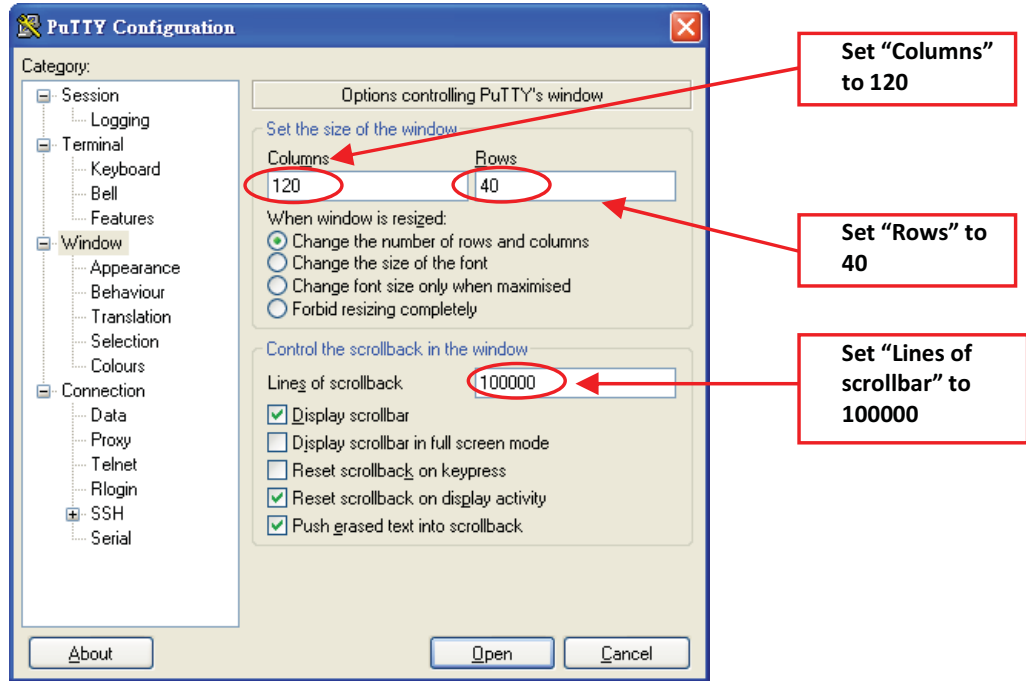 PuTTY Configuration
Category:
Session
Logging
Terminal
Keyboard
Bell
Features
Window
Appearance
Behaviour
Translation
Selection
Colours
Connection
Data
Proxy
Telnet
Rlogin
SSH
Serial
Options controlling PuTTY's window
Set the size of the window
Columns
Rows
120
40
When window is resized:
Change the number of rows and columns
Change the size of the font
Change font size only when maximised
Forbid resizing completely
Control the scrollback in the window
Lines of scrollback
100000
Display scrollbar
Display scrollbar in full screen mode
Reset scrollback on keypress
Reset scrollback on display activity
Push erased text into scrollback
About
Open
Cancel
Set “Columns”
to 120
Set “Rows” to
40
Set “Lines of
scrollbar” to
100000